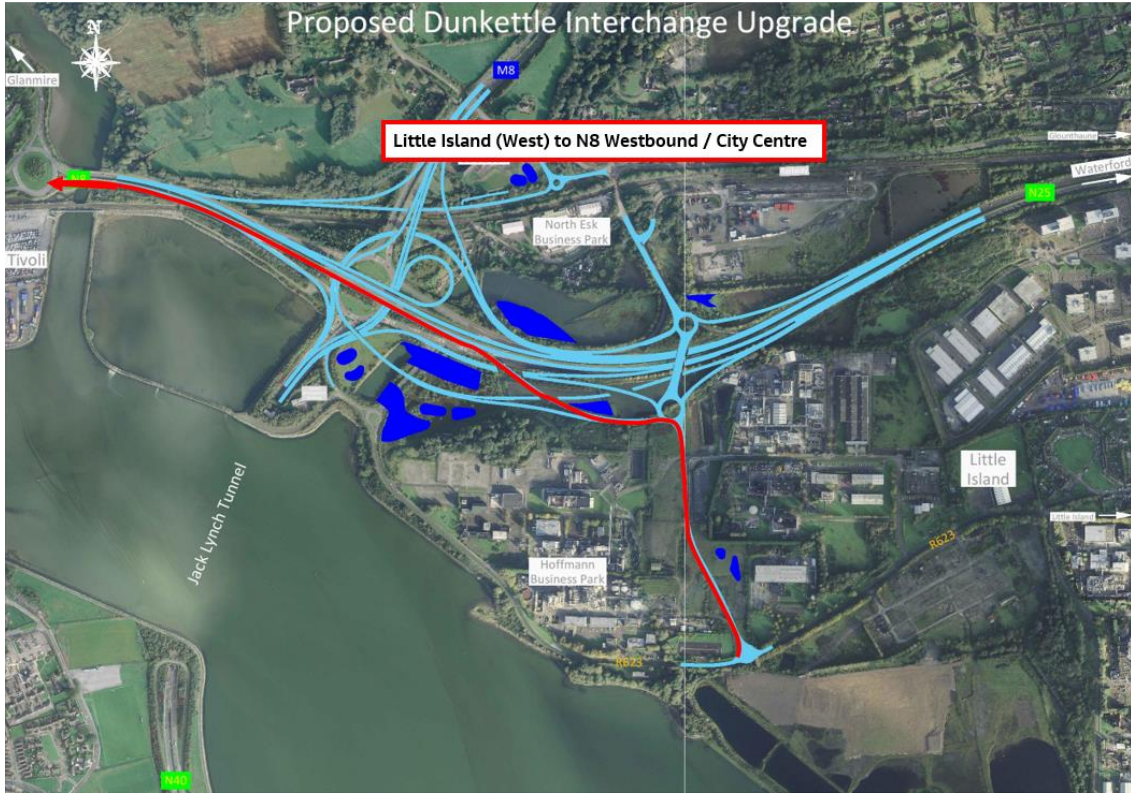 Proposed Dunkettle Interchange Upgrade
N
Glanmire
M8
Little Island (West) to N8 Westbound / City Centre
Glounthaune
Waterford
N8
N25
North Esk
Business Park
Tivoli
Little
Island
Jack Lynch Tunnel
Little Island
R623
Hoffmann
Business Park
R623
N40